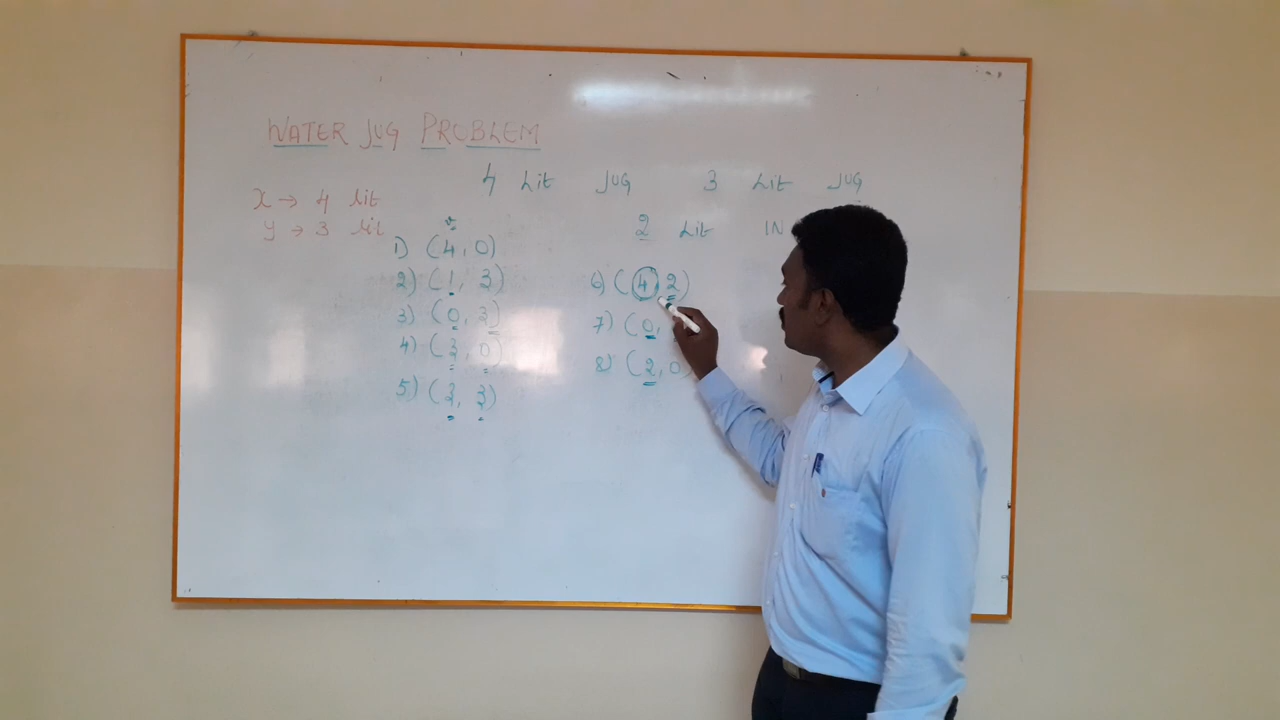 WATER JUG PROBLEM
4 Lit JUG 3 Lit JUG
x → 4 lit
y → 3 lit
2 Lit IN
1) (4, 0)
2) (1, 3)
3) (0, 3)
4) (3, 0)
5) (3, 3)
6) (4, 2)
7) (0,
8) (2, 0